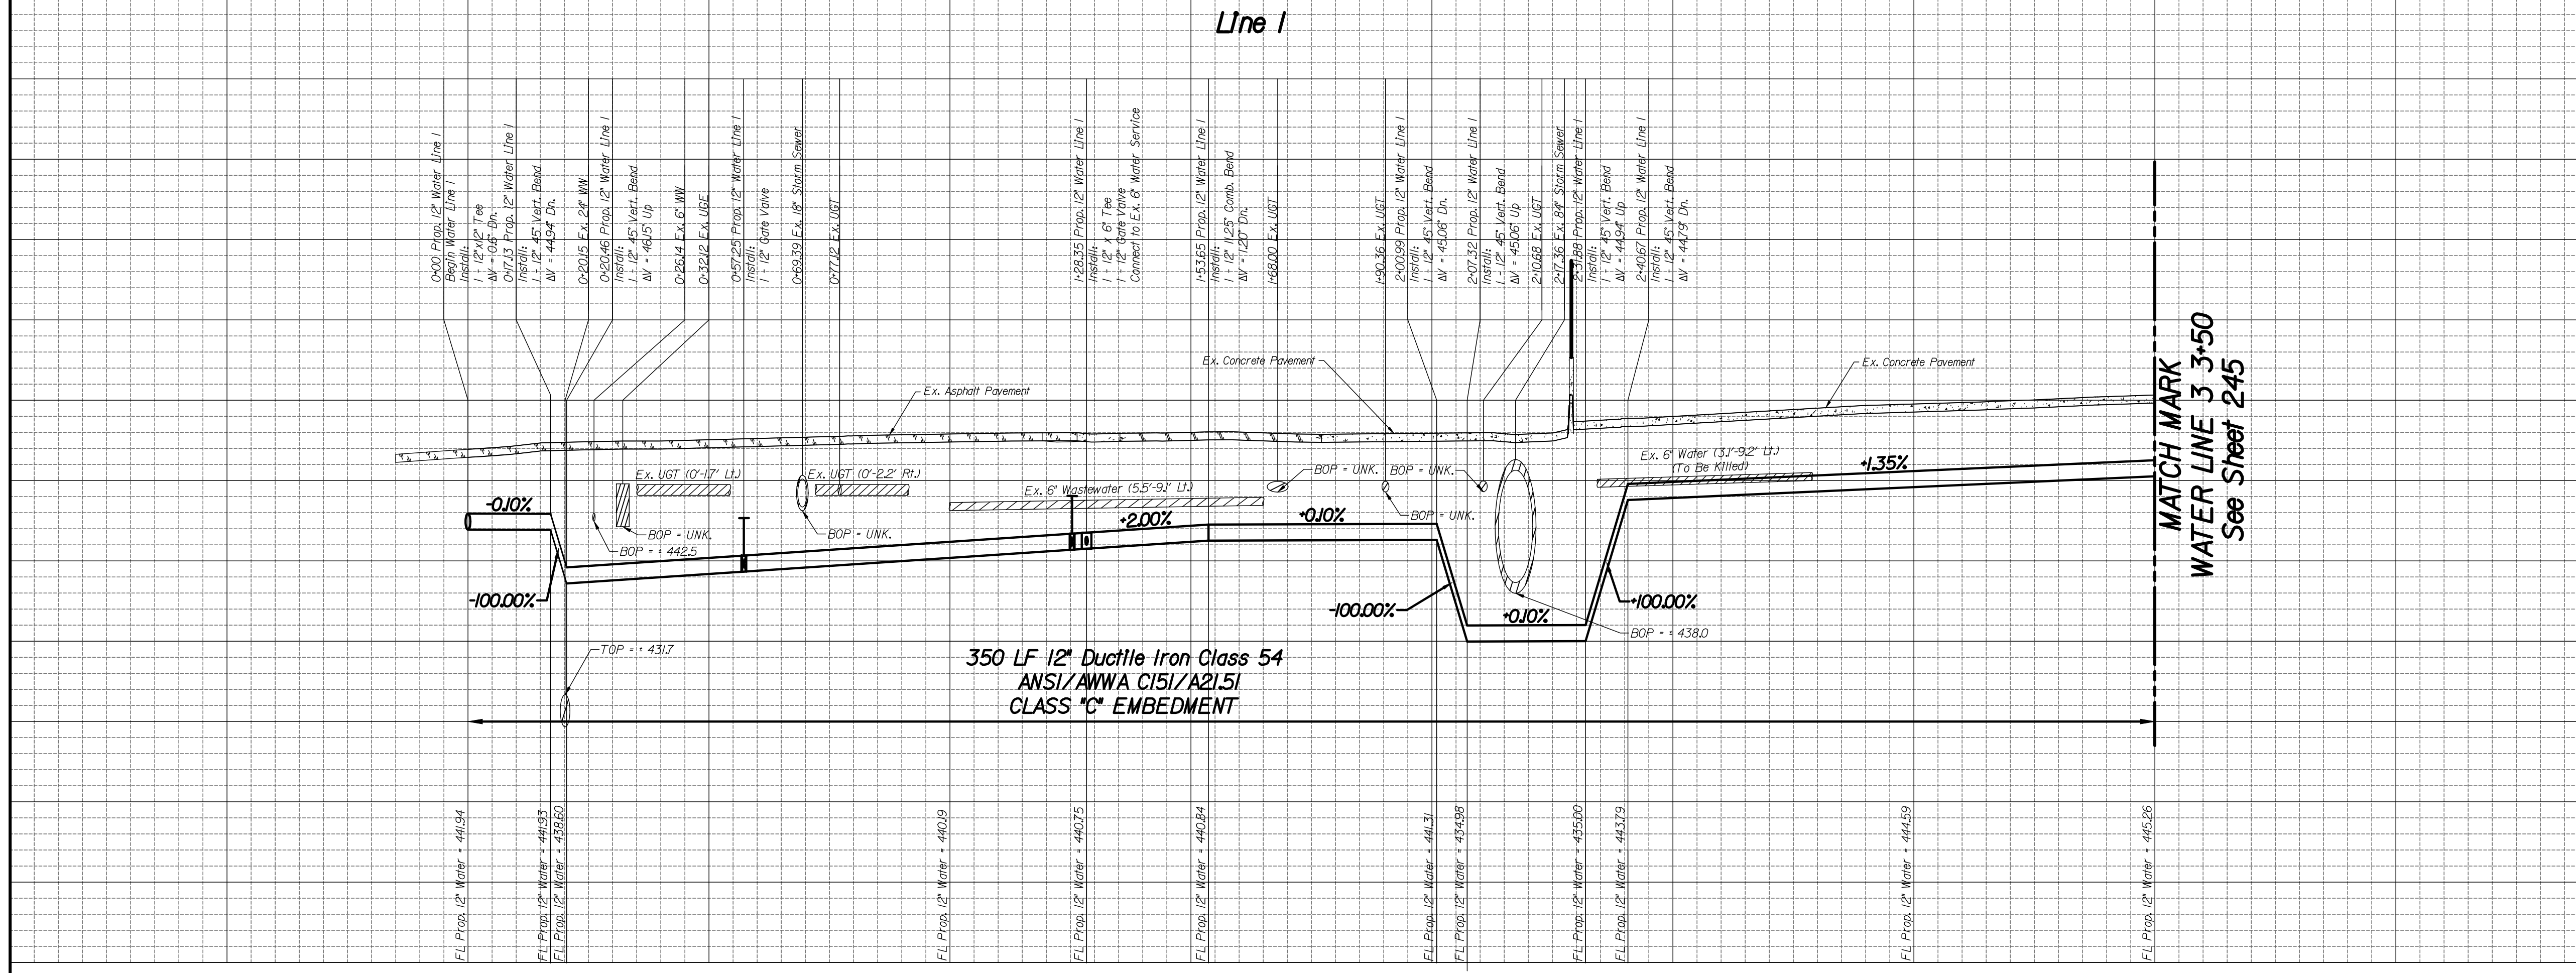 Line 1
0+00 Prop. 12" Water Line 1
Begin Water Line 1
Install:
1 - 12"x12" Tee
ΔV = 0.6° Dn.
0+17.13 Prop. 12" Water Line 1
Install:
1 - 12" 45° Vert. Bend
ΔV = 44.94° Dn.
0+20.15 Ex. 24" WW
0+20.46 Prop. 12" Water Line 1
Install:
1 - 12" 45° Vert. Bend
ΔV = 46.15° Up
0+26.14 Ex. 6" WW
0+32.12 Ex. UGE
0+57.25 Prop. 12" Water Line 1
Install:
1 - 12" Gate Valve
0+69.39 Ex. 18" Storm Sewer
0+77.12 Ex. UGT
1+28.35 Prop. 12" Water Line 1
Install:
1 - 12" x 6" Tee
1 - 12" Gate Valve
Connect to Ex. 6" Water Service
1+53.65 Prop. 12" Water Line 1
Install:
1 - 12" 11.25° Comb. Bend
ΔV = 1.20° Dn.
1+68.00 Ex. UGT
1+90.36 Ex. UGT
2+00.99 Prop. 12" Water Line 1
Install:
1 - 12" 45° Vert. Bend
ΔV = 45.06° Dn.
2+07.32 Prop. 12" Water Line 1
Install:
1 - 12" 45° Vert. Bend
ΔV = 45.06° Up
2+10.68 Ex. UGT
2+17.36 Ex. 84" Storm Sewer
2+31.88 Prop. 12" Water Line 1
Install:
1 - 12" 45° Vert. Bend
ΔV = 44.94° Up
2+40.67 Prop. 12" Water Line 1
Install:
1 - 12" 45° Vert. Bend
ΔV = 44.79° Dn.
Ex. Asphalt Pavement
Ex. Concrete Pavement
Ex. Concrete Pavement
MATCH MARK
WATER LINE 3 3+50
See Sheet 245
Ex. UGT (0'-1.7' Lt.)
Ex. UGT (0'-2.2' Rt.)
Ex. 6" Wastewater (5.5'-9.1' Lt.)
BOP = UNK.
BOP = UNK.
Ex. 6" Water (3.1'-9.2' Lt.)
(To Be Killed)
+1.35%
-0.10%
BOP = UNK.
BOP = UNK.
BOP = ± 442.5
+2.00%
+0.10%
BOP = UNK.
-100.00%
-100.00%
+0.10%
+100.00%
BOP = ± 438.0
TOP = ± 431.7
350 LF 12" Ductile Iron Class 54
ANSI/AWWA C151/A21.51
CLASS "C" EMBEDMENT
FL Prop. 12" Water = 441.94
FL Prop. 12" Water = 441.93
FL Prop. 12" Water = 438.60
FL Prop. 12" Water = 440.19
FL Prop. 12" Water = 440.75
FL Prop. 12" Water = 440.84
FL Prop. 12" Water = 441.31
FL Prop. 12" Water = 434.98
FL Prop. 12" Water = 435.00
FL Prop. 12" Water = 443.79
FL Prop. 12" Water = 444.59
FL Prop. 12" Water = 445.26